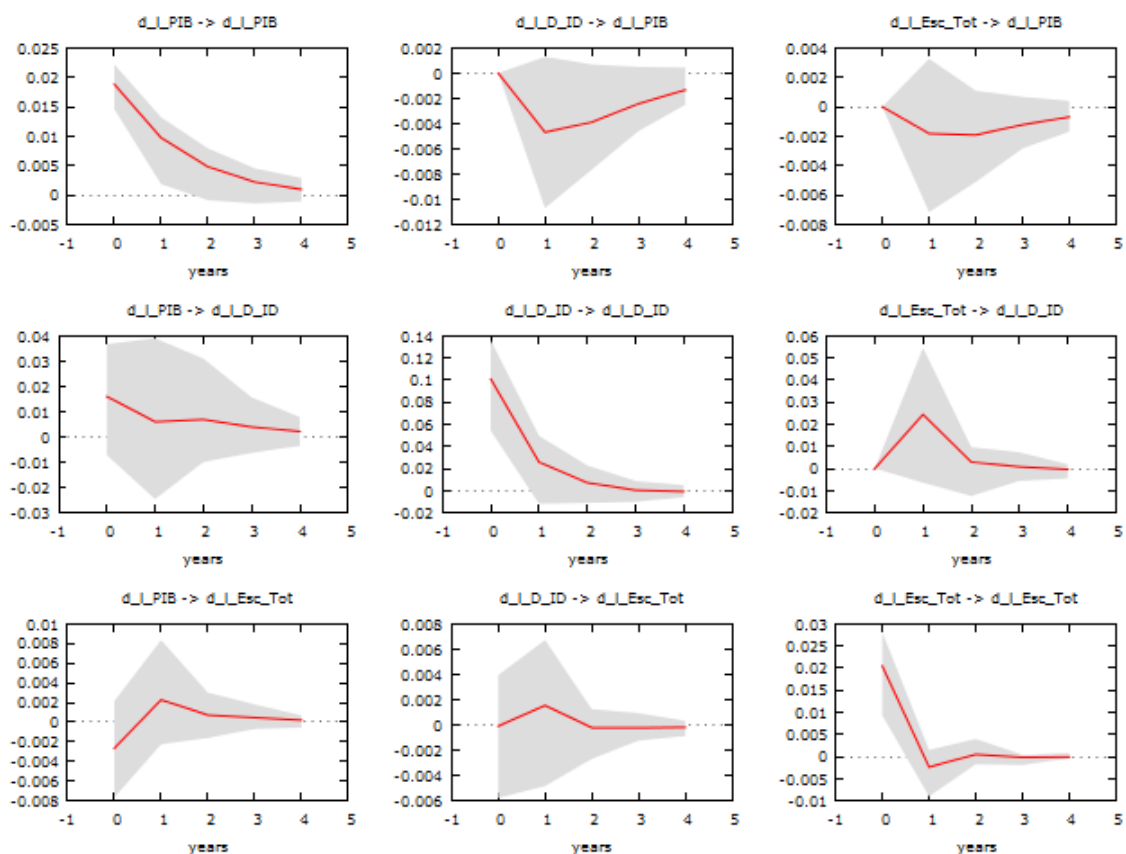 d_l_PIB -> d_l_PIB
0.025
0.02
0.015
0.01
0.005
0
-0.005
-1 0 1 2 3 4 5
years
d_l_D_ID -> d_l_PIB
0.002
0
-0.002
-0.004
-0.006
-0.008
-0.01
-0.012
-1 0 1 2 3 4 5
years
d_l_Esc_Tot -> d_l_PIB
0.004
0.002
0
-0.002
-0.004
-0.006
-0.008
-1 0 1 2 3 4 5
years
d_l_PIB -> d_l_D_ID
0.04
0.03
0.02
0.01
0
-0.01
-0.02
-0.03
-1 0 1 2 3 4 5
years
d_l_D_ID -> d_l_D_ID
0.14
0.12
0.1
0.08
0.06
0.04
0.02
0
-0.02
-1 0 1 2 3 4 5
years
d_l_Esc_Tot -> d_l_D_ID
0.06
0.05
0.04
0.03
0.02
0.01
0
-0.01
-0.02
-1 0 1 2 3 4 5
years
d_l_PIB -> d_l_Esc_Tot
0.01
0.008
0.006
0.004
0.002
0
-0.002
-0.004
-0.006
-0.008
-1 0 1 2 3 4 5
years
d_l_D_ID -> d_l_Esc_Tot
0.008
0.006
0.004
0.002
0
-0.002
-0.004
-0.006
-1 0 1 2 3 4 5
years
d_l_Esc_Tot -> d_l_Esc_Tot
0.03
0.025
0.02
0.015
0.01
0.005
0
-0.005
-0.01
-1 0 1 2 3 4 5
years